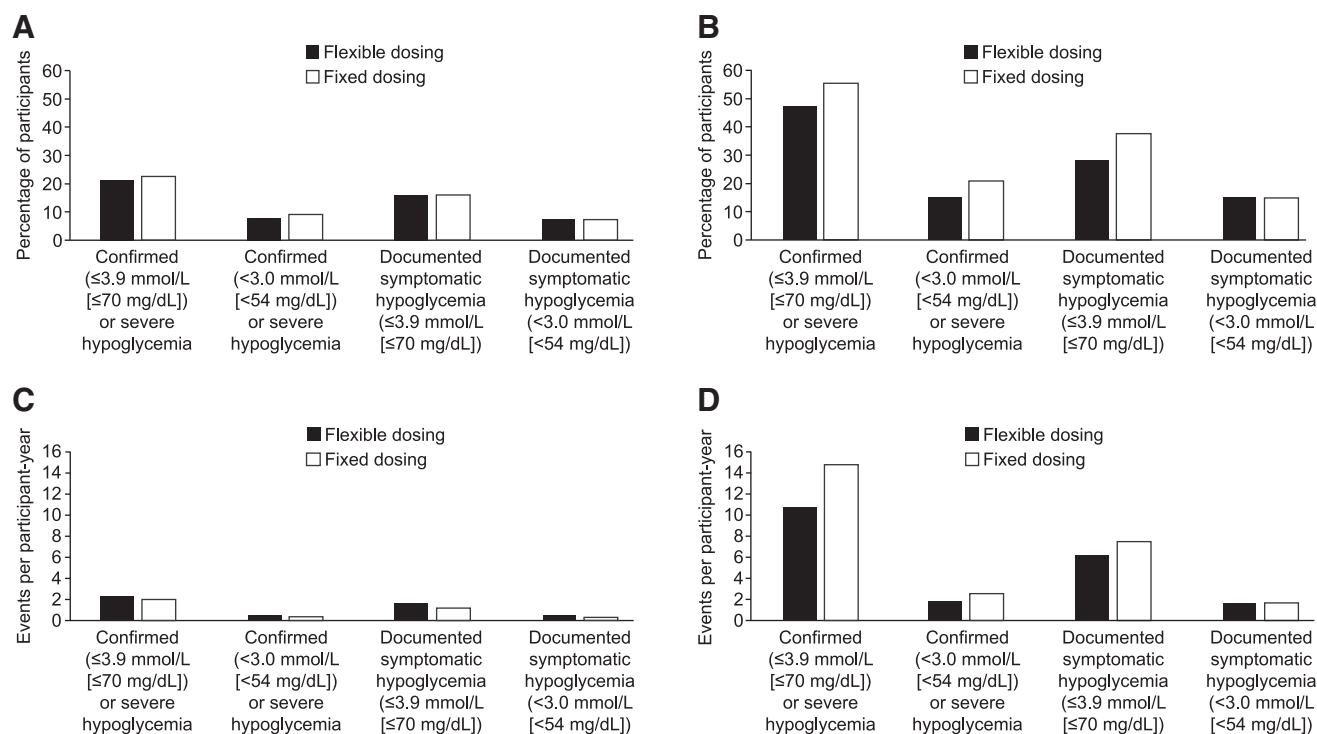 A
Flexible dosing
Fixed dosing
Percentage of participants
60
50
40
30
20
10
0
Confirmed
(≤3.9 mmol/L
[≤70 mg/dL])
or severe
hypoglycemia
Confirmed
(<3.0 mmol/L
[<54 mg/dL])
or severe
hypoglycemia
Documented
symptomatic
hypoglycemia
(≤3.9 mmol/L
[≤70 mg/dL])
Documented
symptomatic
hypoglycemia
(<3.0 mmol/L
[<54 mg/dL])
B
Flexible dosing
Fixed dosing
Percentage of participants
60
50
40
30
20
10
0
Confirmed
(≤3.9 mmol/L
[≤70 mg/dL])
or severe
hypoglycemia
Confirmed
(<3.0 mmol/L
[<54 mg/dL])
or severe
hypoglycemia
Documented
symptomatic
hypoglycemia
(≤3.9 mmol/L
[≤70 mg/dL])
Documented
symptomatic
hypoglycemia
(<3.0 mmol/L
[<54 mg/dL])
C
Flexible dosing
Fixed dosing
Events per participant-year
16
14
12
10
8
6
4
2
0
Confirmed
(≤3.9 mmol/L
[≤70 mg/dL])
or severe
hypoglycemia
Confirmed
(<3.0 mmol/L
[<54 mg/dL])
or severe
hypoglycemia
Documented
symptomatic
hypoglycemia
(≤3.9 mmol/L
[≤70 mg/dL])
Documented
symptomatic
hypoglycemia
(<3.0 mmol/L
[<54 mg/dL])
D
Flexible dosing
Fixed dosing
Events per participant-year
16
14
12
10
8
6
4
2
0
Confirmed
(≤3.9 mmol/L
[≤70 mg/dL])
or severe
hypoglycemia
Confirmed
(<3.0 mmol/L
[<54 mg/dL])
or severe
hypoglycemia
Documented
symptomatic
hypoglycemia
(≤3.9 mmol/L
[≤70 mg/dL])
Documented
symptomatic
hypoglycemia
(<3.0 mmol/L
[<54 mg/dL])